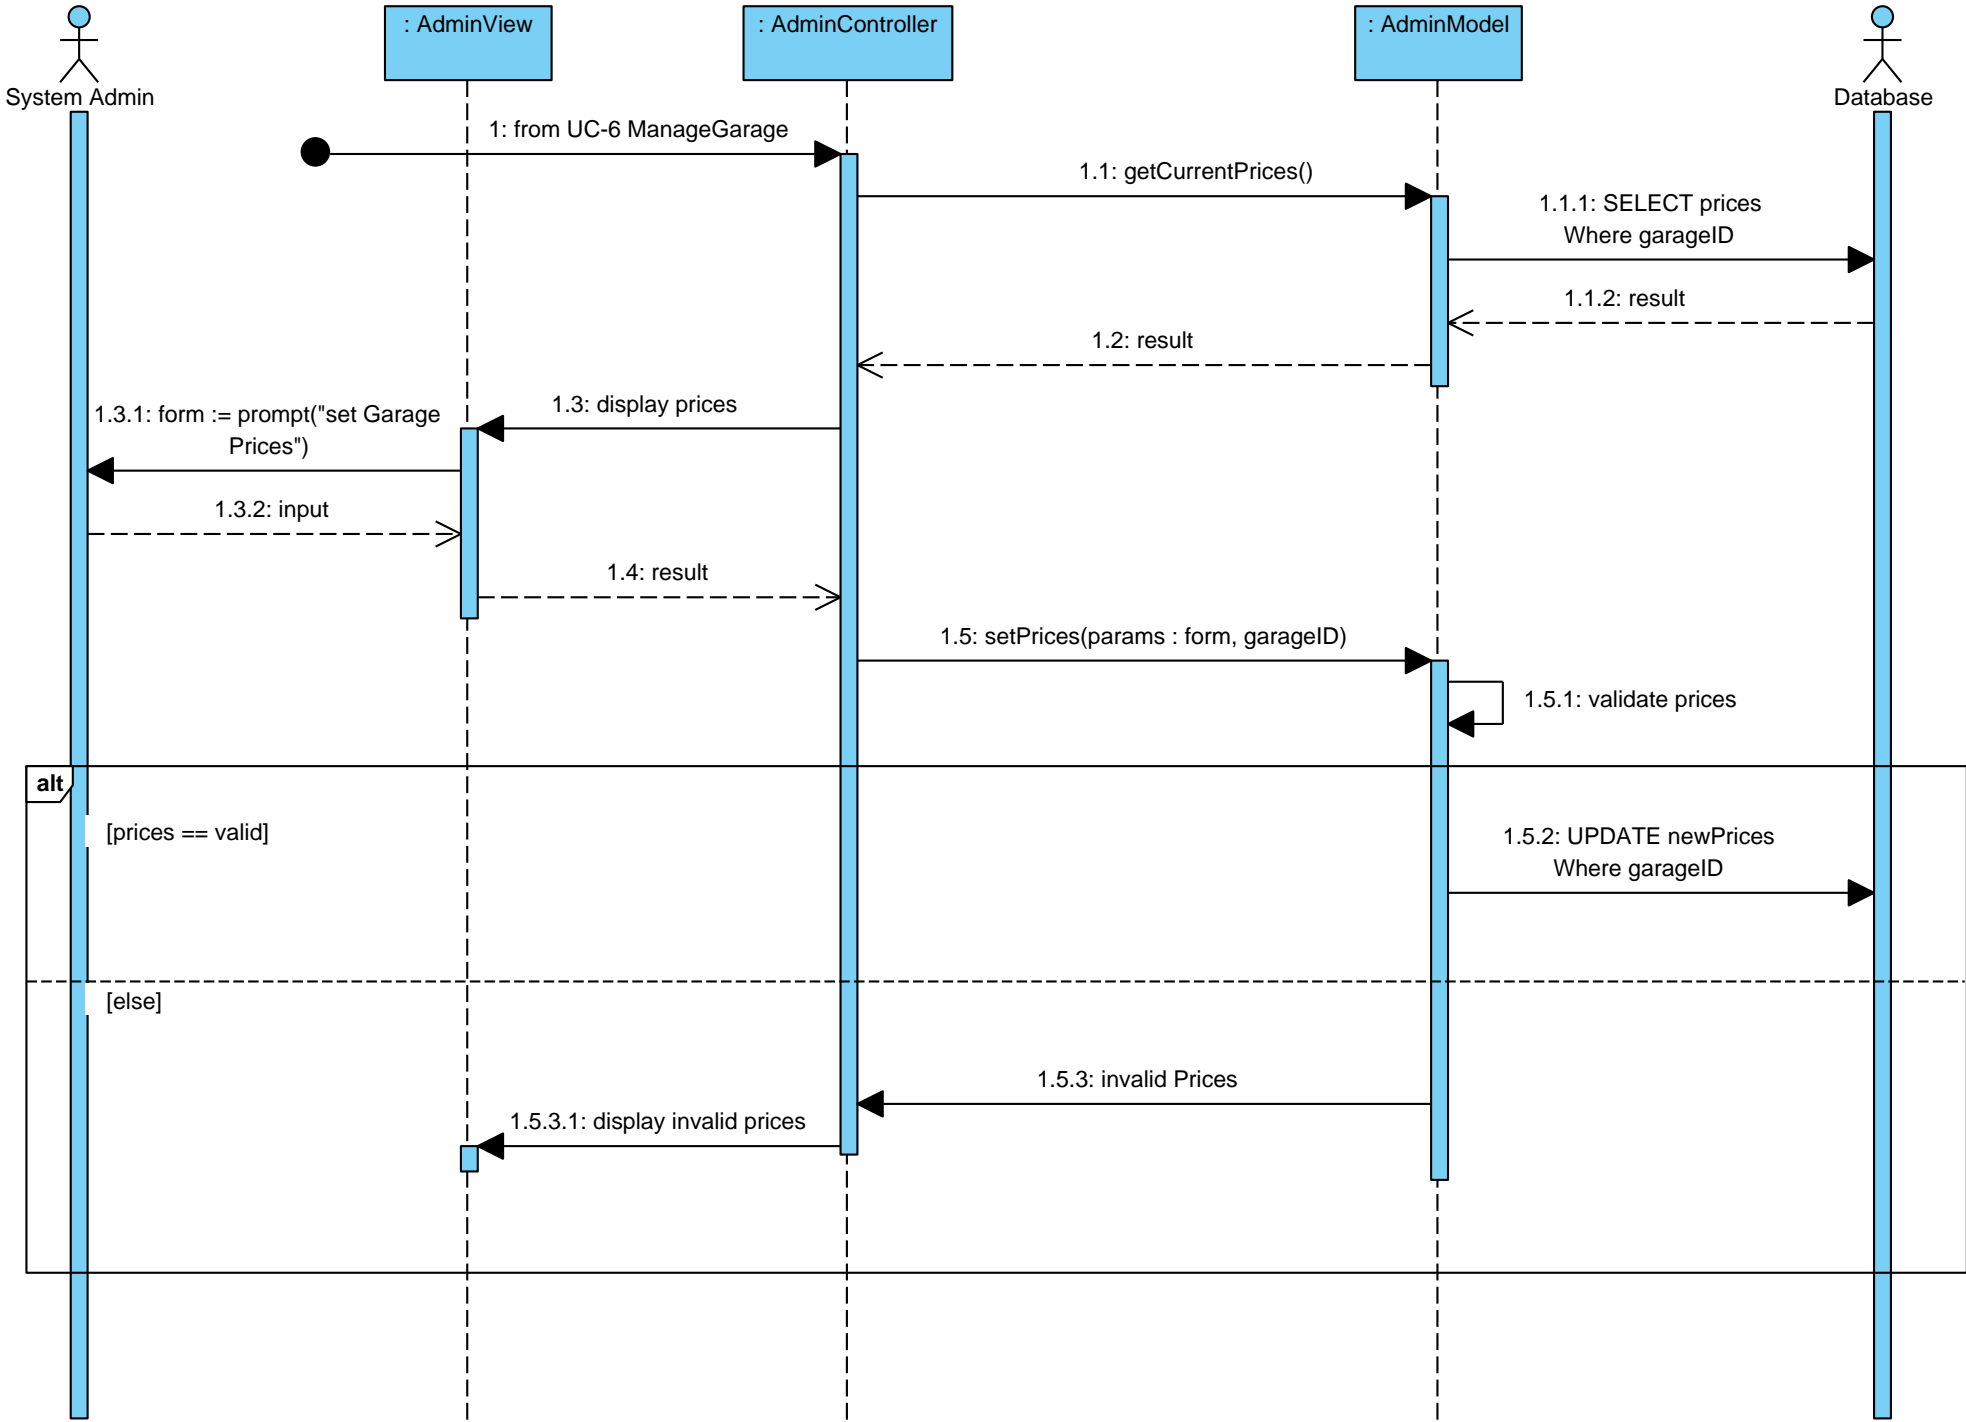 : AdminView
: AdminController
: AdminModel
System Admin
Database
1: from UC-6 ManageGarage
1.1: getCurrentPrices()
1.1.1: SELECT prices
Where garageID
1.1.2: result
1.2: result
1.3: display prices
1.3.1: form := prompt("set Garage
Prices")
1.3.2: input
1.4: result
1.5: setPrices(params : form, garageID)
1.5.1: validate prices
alt
[prices == valid]
1.5.2: UPDATE newPrices
Where garageID
[else]
1.5.3: invalid Prices
1.5.3.1: display invalid prices